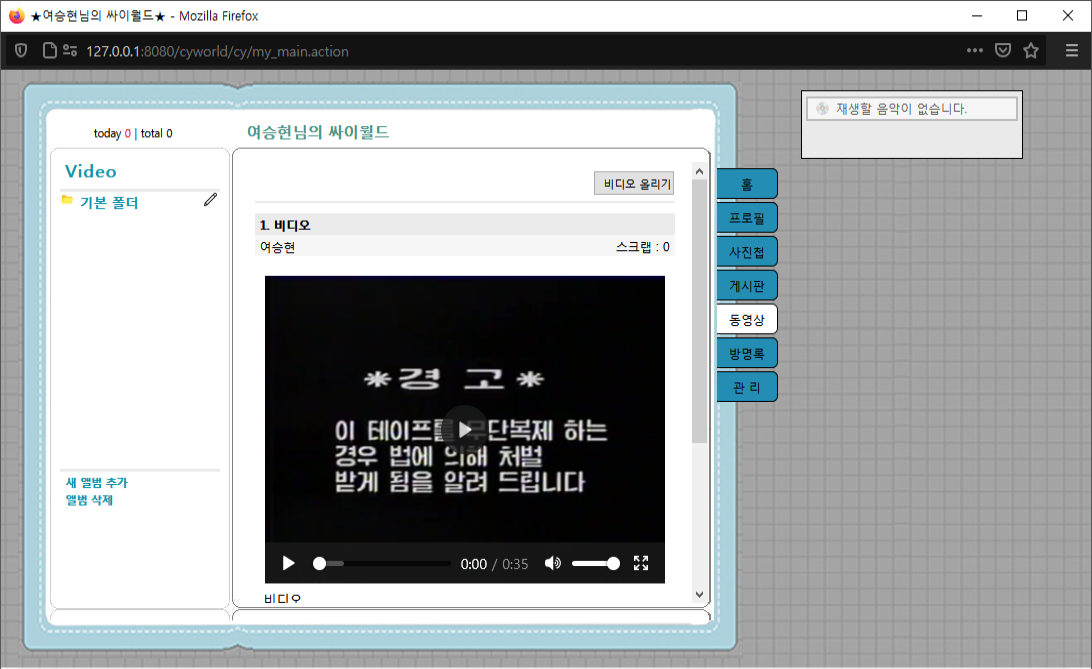 ★여승현님의 싸이월드★ - Mozilla Firefox
127.0.0.1:8080/cyworld/cy/my_main.action
today 0 | total 0
여승현님의 싸이월드
재생할 음악이 없습니다.
Video
기본 폴더
새 앨범 추가
앨범 삭제
비디오 올리기
1. 비디오
여승현 스크랩 : 0
*경 고*
이 테이프를 무단복제 하는
경우 법에 의해 처벌
받게 됨을 알려 드립니다
0:00 / 0:35
비디오
홈
프로필
사진첩
게시판
동영상
방명록
관 리